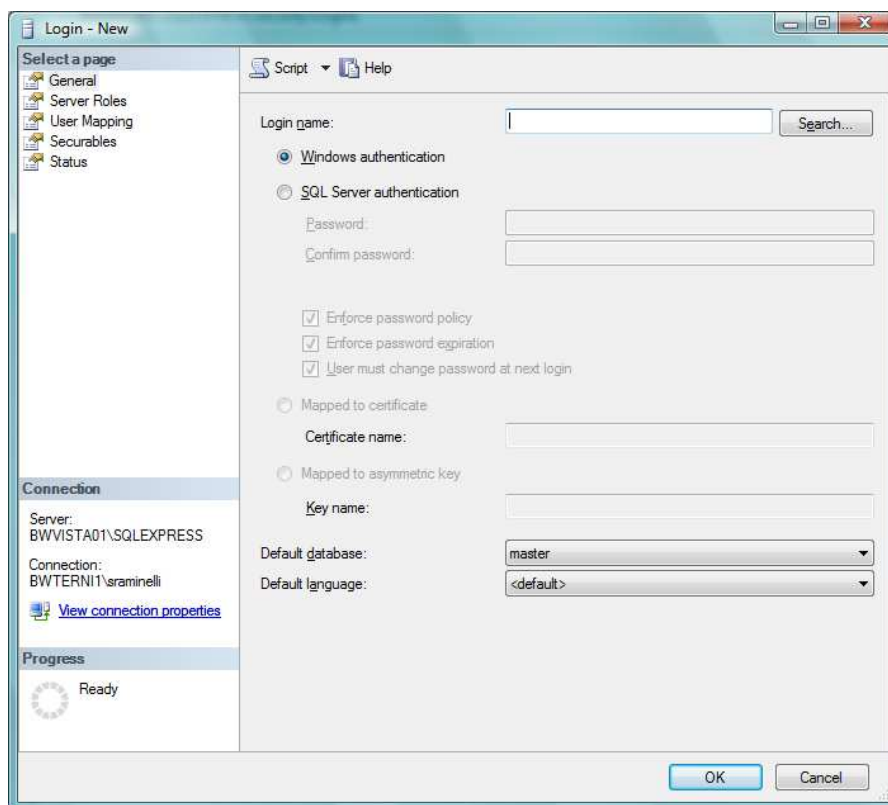 Login - New
Select a page
General
Server Roles
User Mapping
Securables
Status
Script Help
Login name: Search...
Windows authentication
SQL Server authentication
Password:
Confirm password:
Enforce password policy
Enforce password expiration
User must change password at next login
Mapped to certificate
Certificate name:
Mapped to asymmetric key
Key name:
Default database: master
Default language: <default>
Connection
Server:
BWVISTA01\SQLEXPRESS
Connection:
BWTERNI1\sraminelli
View connection properties
Progress
Ready
OK Cancel